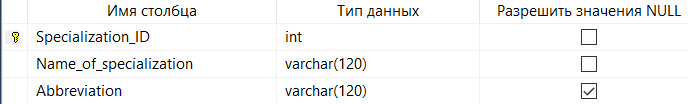 Имя столбца Тип данных Разрешить значения NULL
Specialization_ID int
Name_of_specialization varchar(120)
Abbreviation varchar(120)